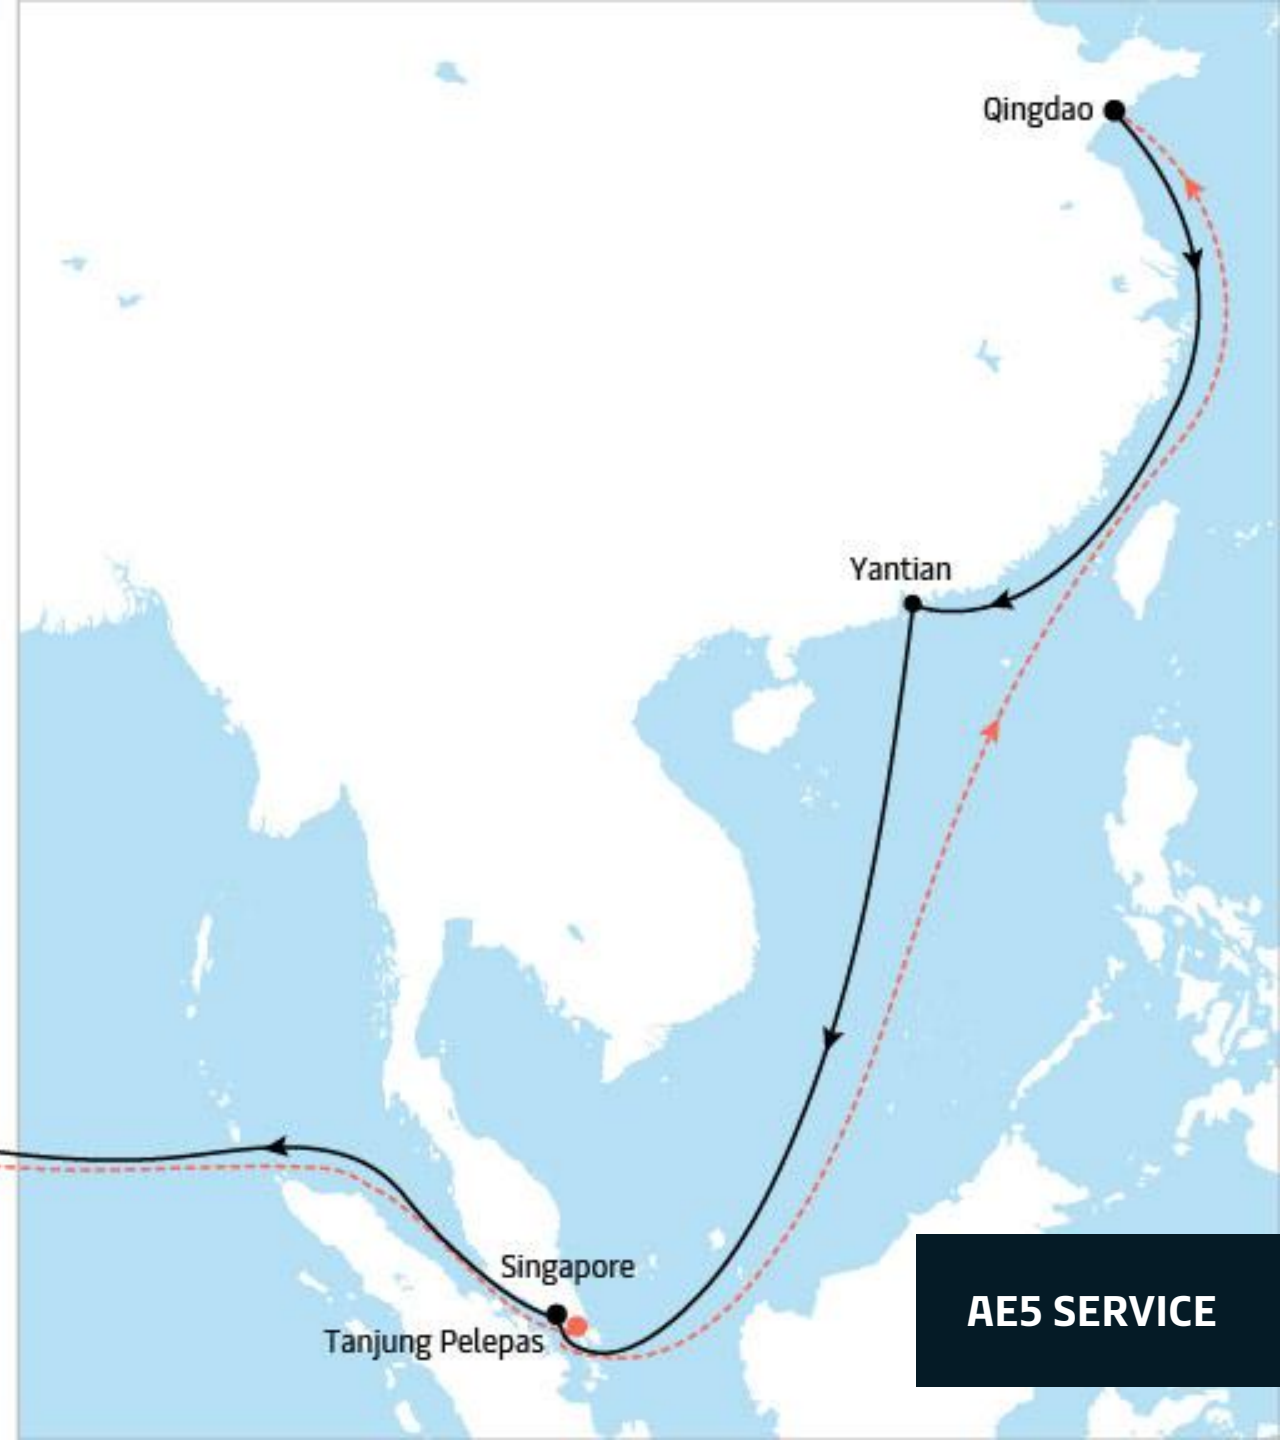 Qingdao
Yantian
Singapore
Tanjung Pelepas
AE5 SERVICE